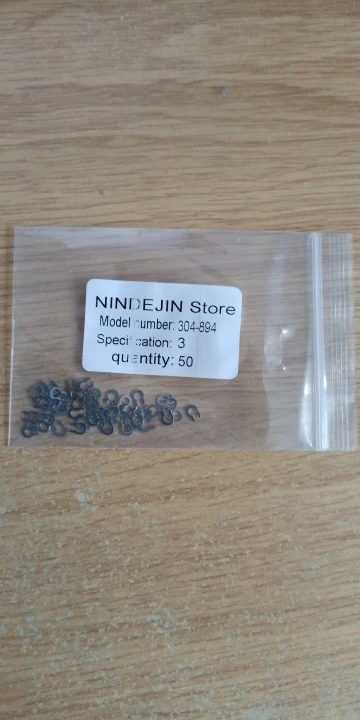 NINDEJIN Store
Model number: 304-894
Specification: 3
quantity: 50